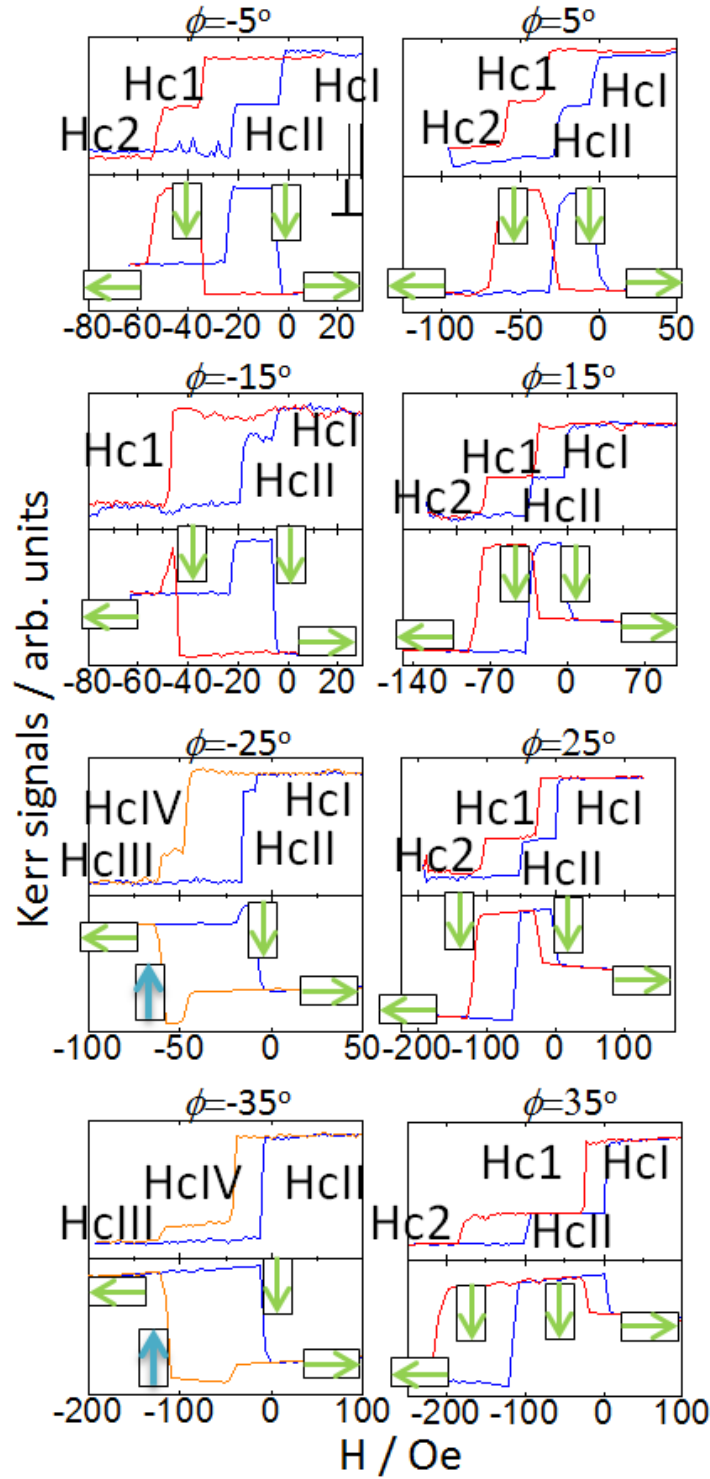 ϕ=-5° ϕ=5°
Hc1 HcI Hc1 HcI
Hc2 HcII Hc2 HcII
|| ⊥
-80 -60 -40 -20 0 20 -100 -50 0 50
ϕ=-15° ϕ=15°
Hc1 HcI Hc1 HcI
HcII Hc2 HcII
-80 -60 -40 -20 0 20 -140 -70 0 70
ϕ=-25° ϕ=25°
HcIV HcI Hc1 HcI
HcIII HcII Hc2 HcII
-100 -50 0 50 -200 -100 0 100
ϕ=-35° ϕ=35°
HcIV HcII Hc1 HcI
HcIII Hc2 HcII
-200 -100 0 100 -200 -100 0 100
Kerr signals / arb. units
H / Oe